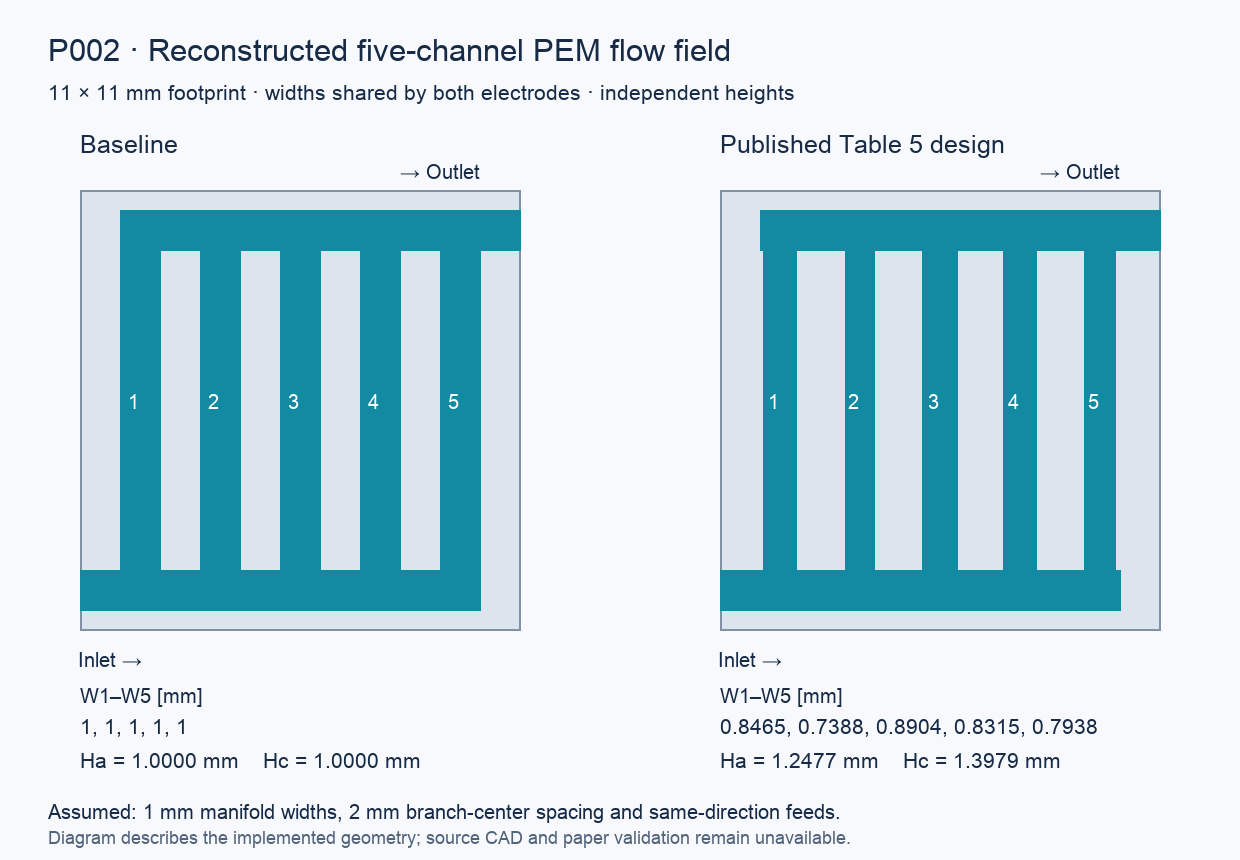 P002 · Reconstructed five-channel PEM flow field
11 × 11 mm footprint · widths shared by both electrodes · independent heights
Baseline
→ Outlet
1 2 3 4 5
Inlet →
W1–W5 [mm]
1, 1, 1, 1, 1
Ha = 1.0000 mm Hc = 1.0000 mm
Published Table 5 design
→ Outlet
1 2 3 4 5
Inlet →
W1–W5 [mm]
0.8465, 0.7388, 0.8904, 0.8315, 0.7938
Ha = 1.2477 mm Hc = 1.3979 mm
Assumed: 1 mm manifold widths, 2 mm branch-center spacing and same-direction feeds.
Diagram describes the implemented geometry; source CAD and paper validation remain unavailable.